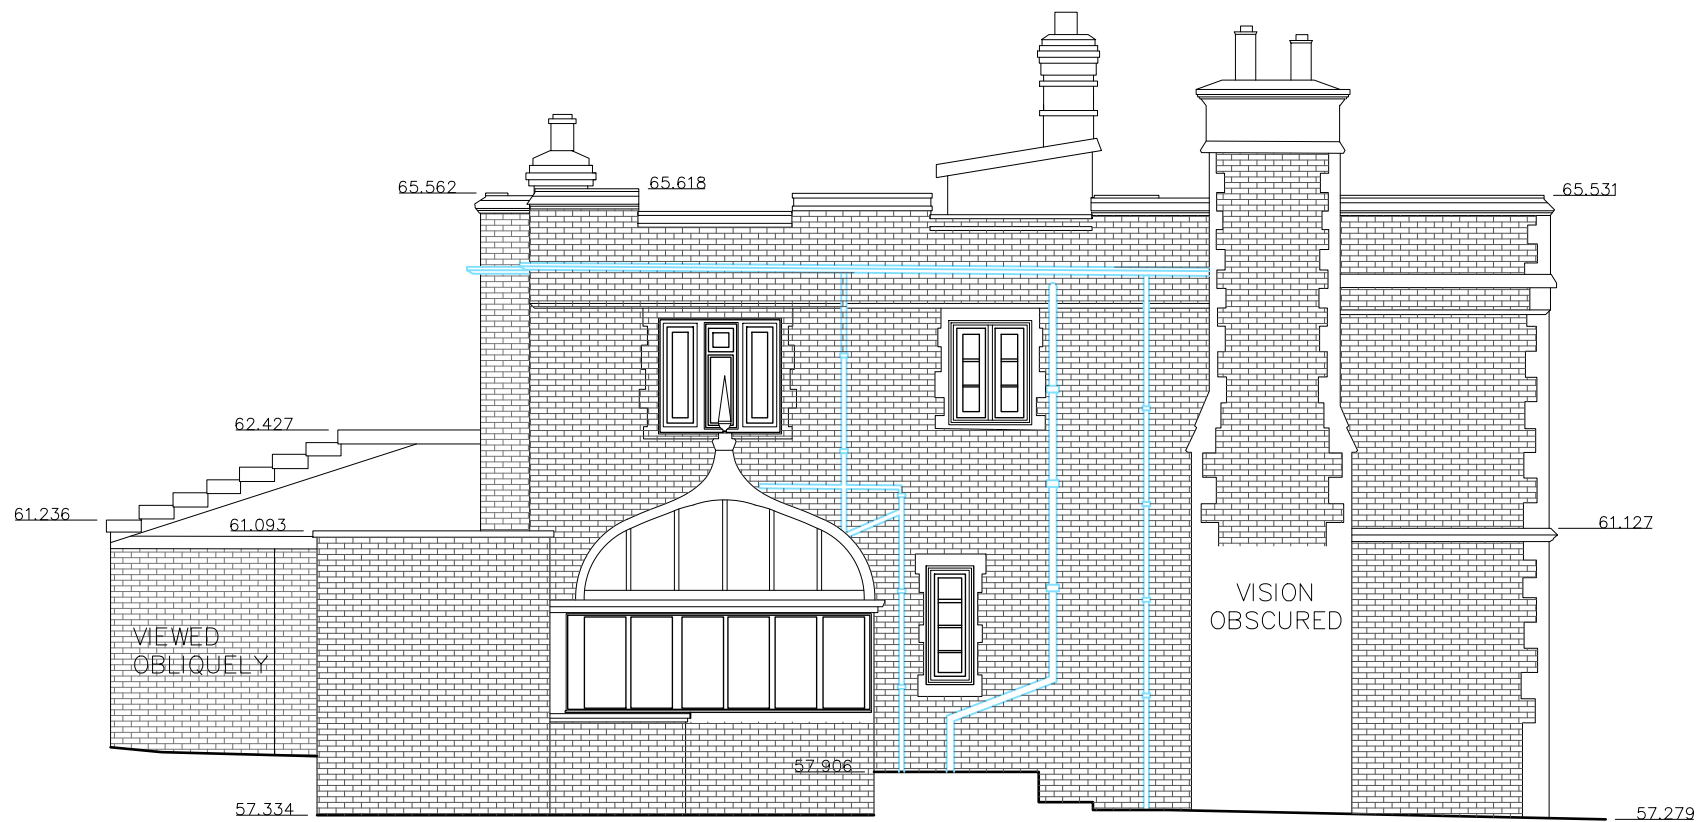 65.562
65.618
65.531
62.427
61.236
61.093
61.127
VISION
OBSCURED
VIEWED
OBLIQUELY
57.906
57.334
57.279